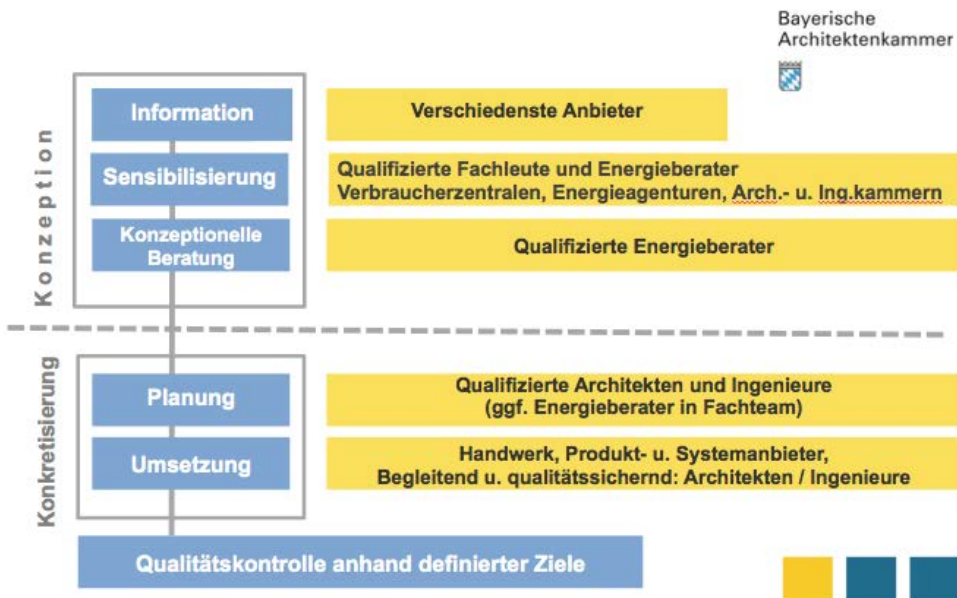 Bayerische
Architektenkammer
Konzeption
Information
Verschiedenste Anbieter
Sensibilisierung
Qualifizierte Fachleute und Energieberater
Verbraucherzentralen, Energieagenturen, Arch.- u. Ing.kammern
Konzeptionelle
Beratung
Qualifizierte Energieberater
Konkretisierung
Planung
Qualifizierte Architekten und Ingenieure
(ggf. Energieberater in Fachteam)
Umsetzung
Handwerk, Produkt- u. Systemanbieter,
Begleitend u. qualitätssichernd: Architekten / Ingenieure
Qualitätskontrolle anhand definierter Ziele